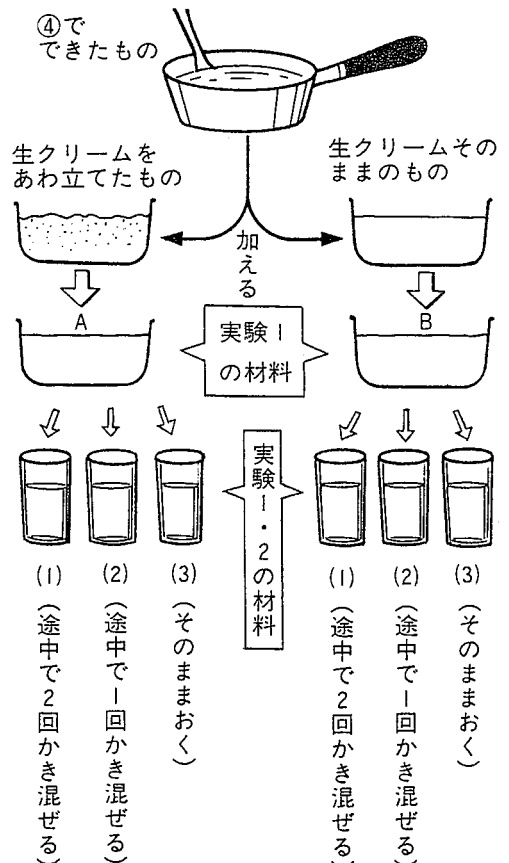 ④で
できたもの
生クリームを
あわ立てたもの
生クリームその
ままのもの
加える
A
B
実験1
の材料
実験1・2の材料
(1)
(2)
(3)
(1)
(2)
(3)
(途中で2回かき混ぜる)
(途中で1回かき混ぜる)
(そのままおく)
(途中で2回かき混ぜる)
(途中で1回かき混ぜる)
(そのままおく)